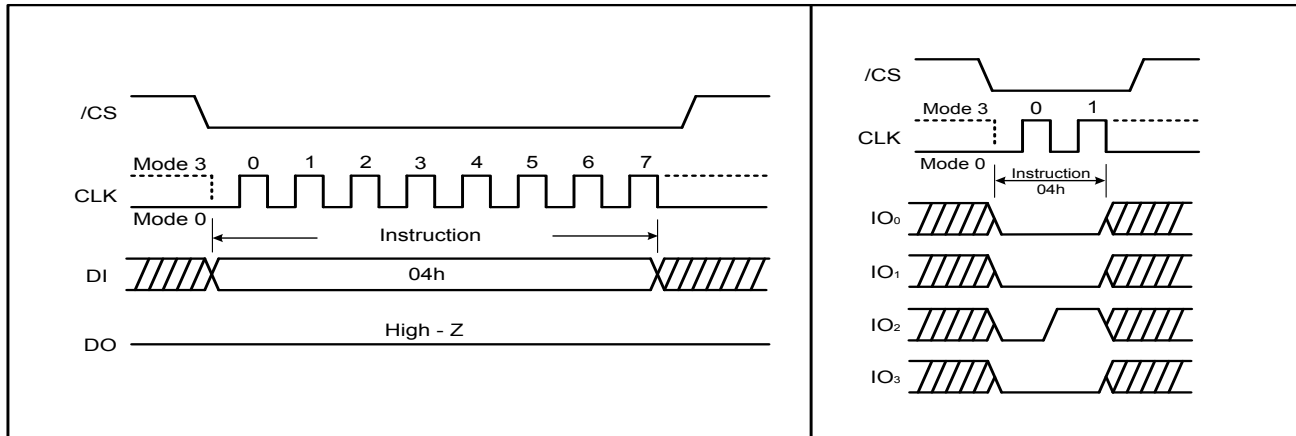 /CS
Mode 3 0 1 2 3 4 5 6 7
CLK
Mode 0
Instruction
DI 04h
High - Z
DO
/CS
Mode 3 0 1
CLK
Mode 0
Instruction
04h
IO₀
IO₁
IO₂
IO₃